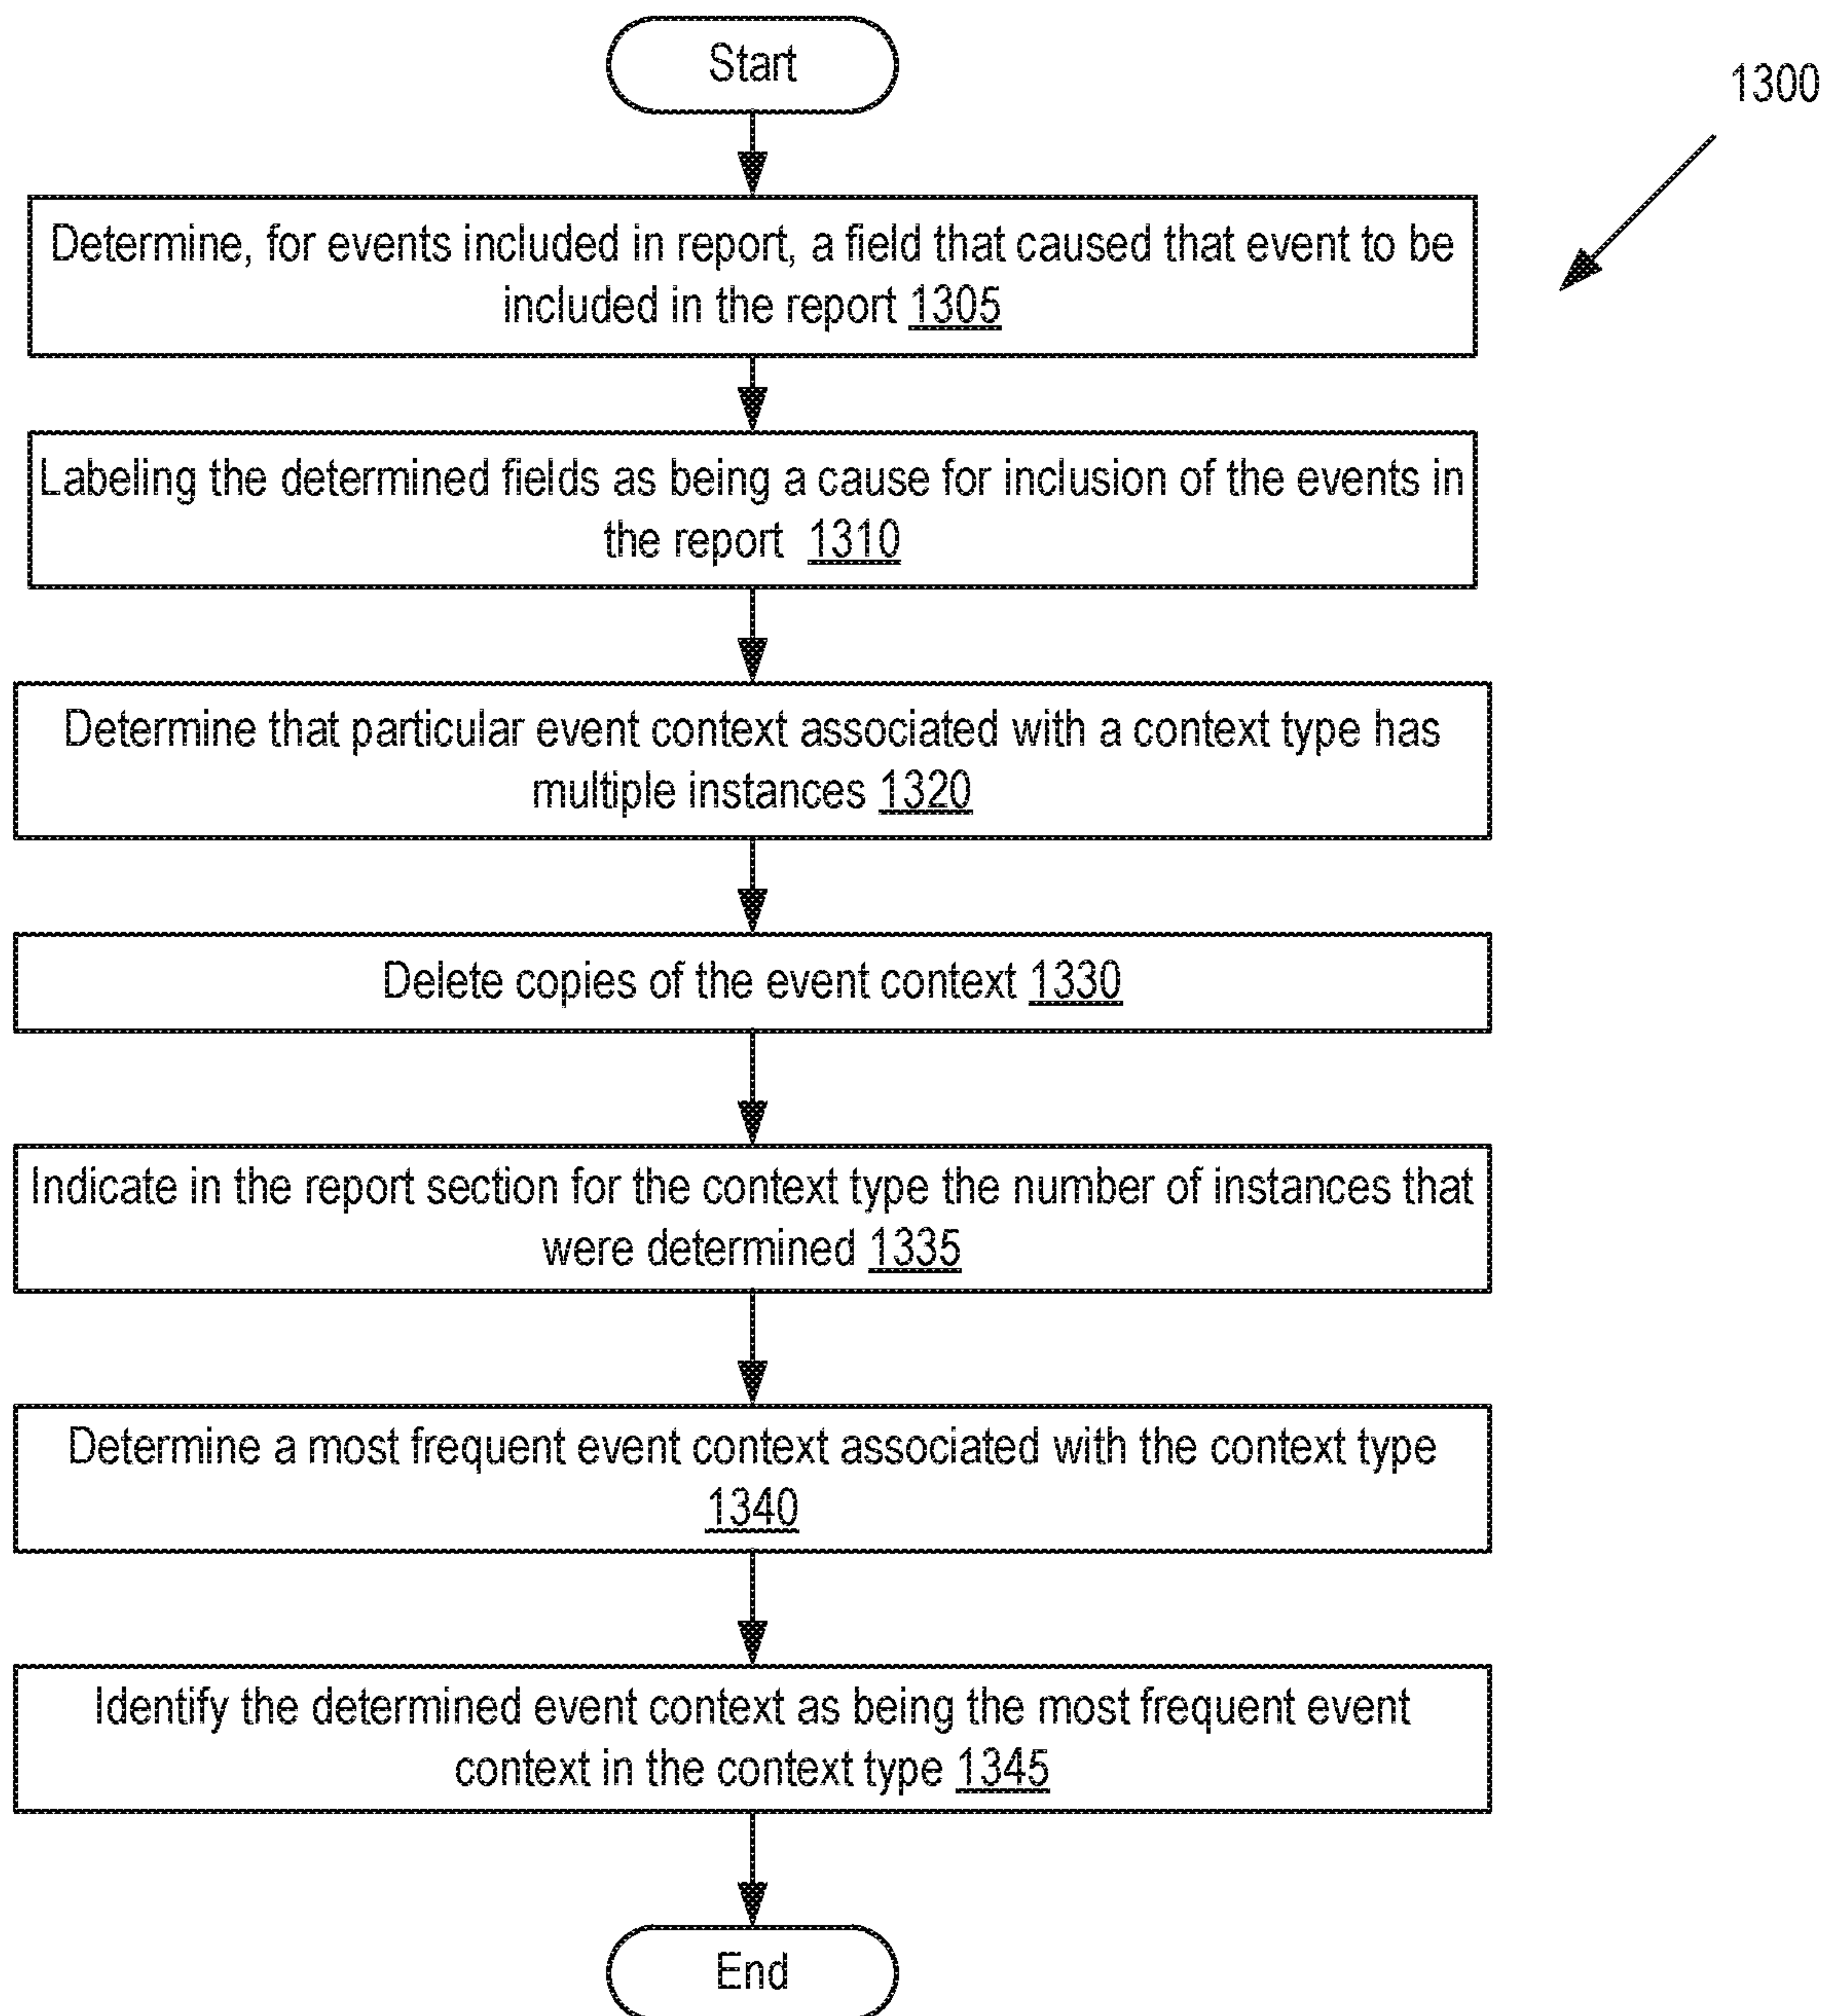 Start
1300
Determine, for events included in report, a field that caused that event to be
included in the report 1305
Labeling the determined fields as being a cause for inclusion of the events in
the report 1310
Determine that particular event context associated with a context type has
multiple instances 1320
Delete copies of the event context 1330
Indicate in the report section for the context type the number of instances that
were determined 1335
Determine a most frequent event context associated with the context type
1340
Identify the determined event context as being the most frequent event
context in the context type 1345
End